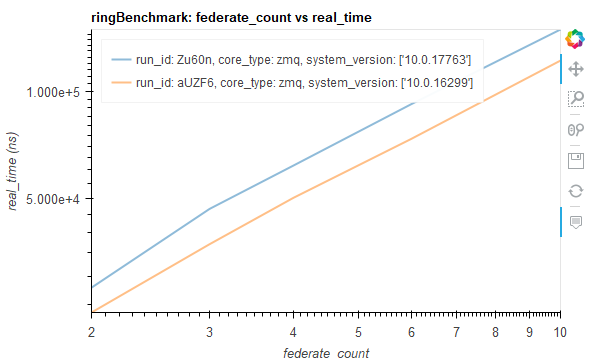 ringBenchmark: federate_count vs real_time
run_id: Zu60n, core_type: zmq, system_version: ['10.0.17763']
run_id: aUZF6, core_type: zmq, system_version: ['10.0.16299']
1.000e+5
5.000e+4
real_time (ns)
2 3 4 5 6 7 8 9 10
federate_count